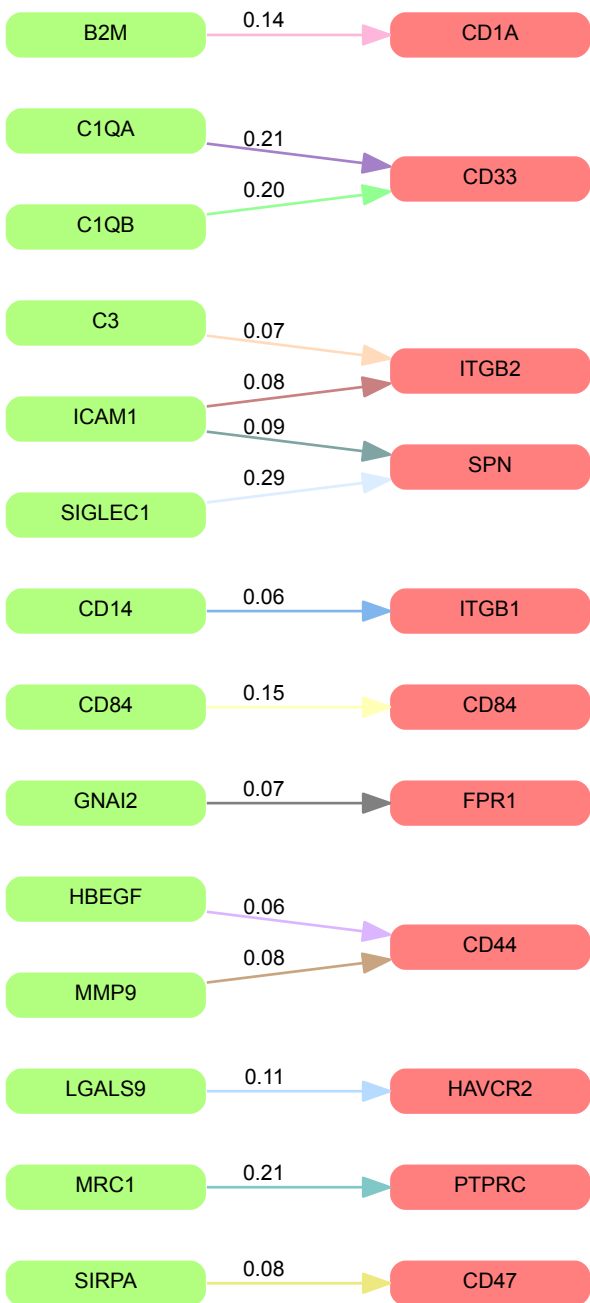 B2M 0.14 CD1A
C1QA 0.21
CD33
C1QB 0.20
C3 0.07
ITGB2
ICAM1 0.08
0.09
SPN
SIGLEC1 0.29
CD14 0.06 ITGB1
CD84 0.15 CD84
GNAI2 0.07 FPR1
HBEGF 0.06
CD44
MMP9 0.08
LGALS9 0.11 HAVCR2
MRC1 0.21 PTPRC
SIRPA 0.08 CD47